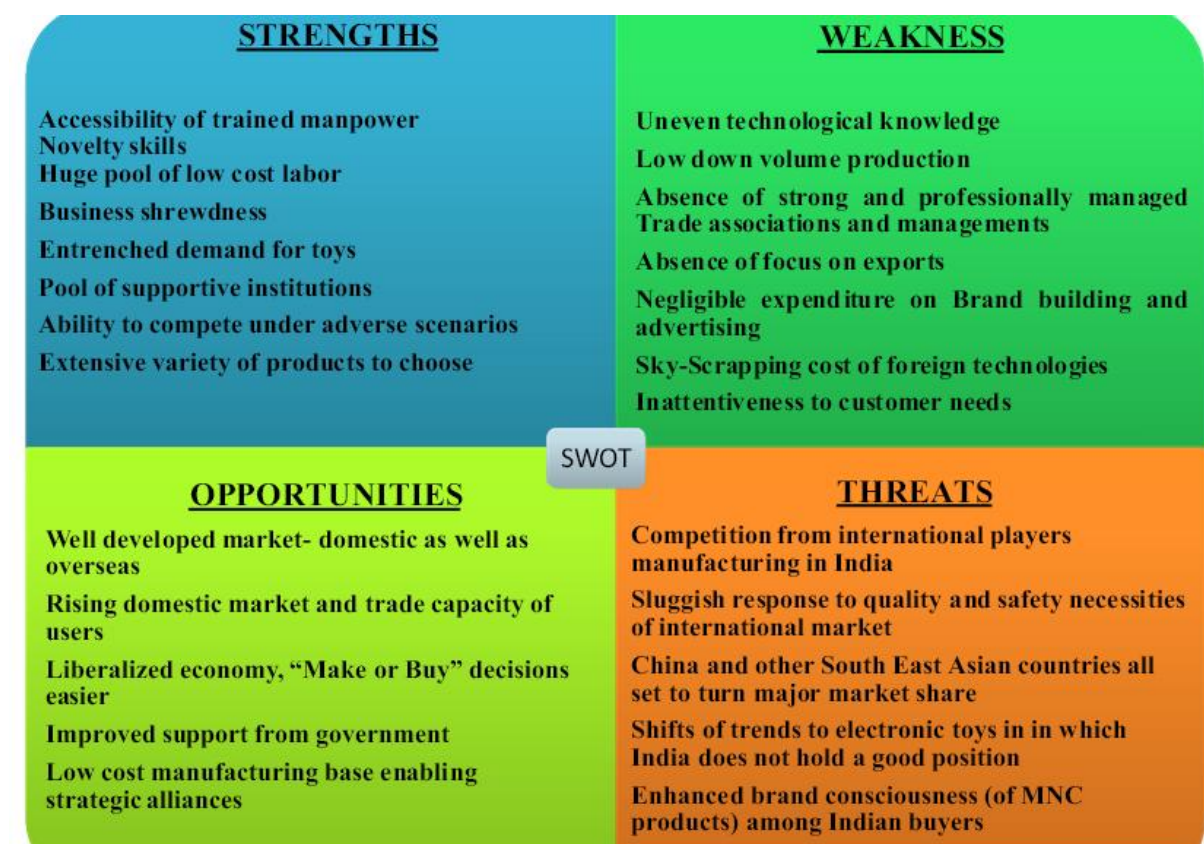 STRENGTHS
Accessibility of trained manpower
Novelty skills
Huge pool of low cost labor
Business shrewdness
Entrenched demand for toys
Pool of supportive institutions
Ability to compete under adverse scenarios
Extensive variety of products to choose
WEAKNESS
Uneven technological knowledge
Low down volume production
Absence of strong and professionally managed
Trade associations and managements
Absence of focus on exports
Negligible expenditure on Brand building and
advertising
Sky-Scrapping cost of foreign technologies
Inattentiveness to customer needs
SWOT
OPPORTUNITIES
Well developed market- domestic as well as
overseas
Rising domestic market and trade capacity of
users
Liberalized economy, “Make or Buy” decisions
easier
Improved support from government
Low cost manufacturing base enabling
strategic alliances
THREATS
Competition from international players
manufacturing in India
Sluggish response to quality and safety necessities
of international market
China and other South East Asian countries all
set to turn major market share
Shifts of trends to electronic toys in in which
India does not hold a good position
Enhanced brand consciousness (of MNC
products) among Indian buyers